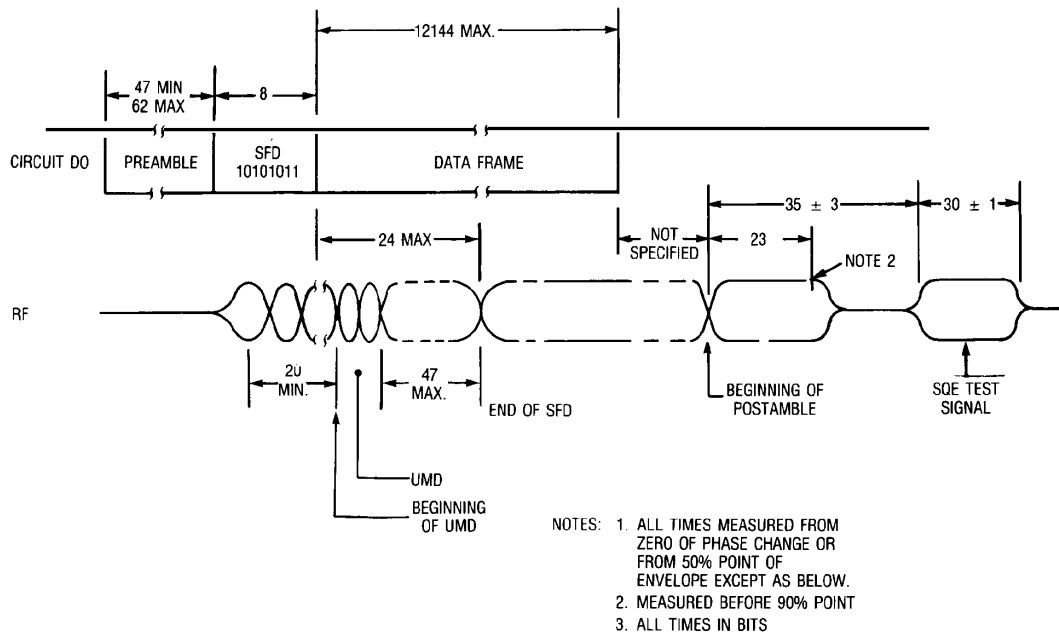 12144 MAX.
47 MIN
62 MAX
8
CIRCUIT DO
PREAMBLE
SFD
10101011
DATA FRAME
35 ± 3
30 ± 1
24 MAX
NOT
SPECIFIED
23
NOTE 2
RF
20
MIN.
47
MAX.
END OF SFD
BEGINNING OF
POSTAMBLE
SQE TEST
SIGNAL
UMD
BEGINNING
OF UMD
NOTES: 1. ALL TIMES MEASURED FROM
ZERO OF PHASE CHANGE OR
FROM 50% POINT OF
ENVELOPE EXCEPT AS BELOW.
2. MEASURED BEFORE 90% POINT
3. ALL TIMES IN BITS